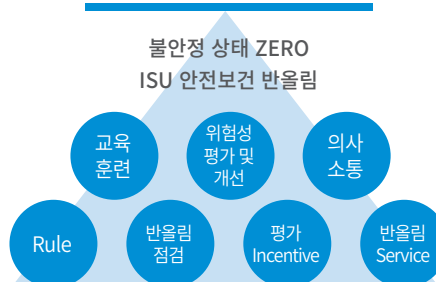 불안정 상태 ZERO
ISU 안전보건 반올림
교육
훈련
위험성
평가 및
개선
의사
소통
Rule
반올림
점검
평가
Incentive
반올림
Service